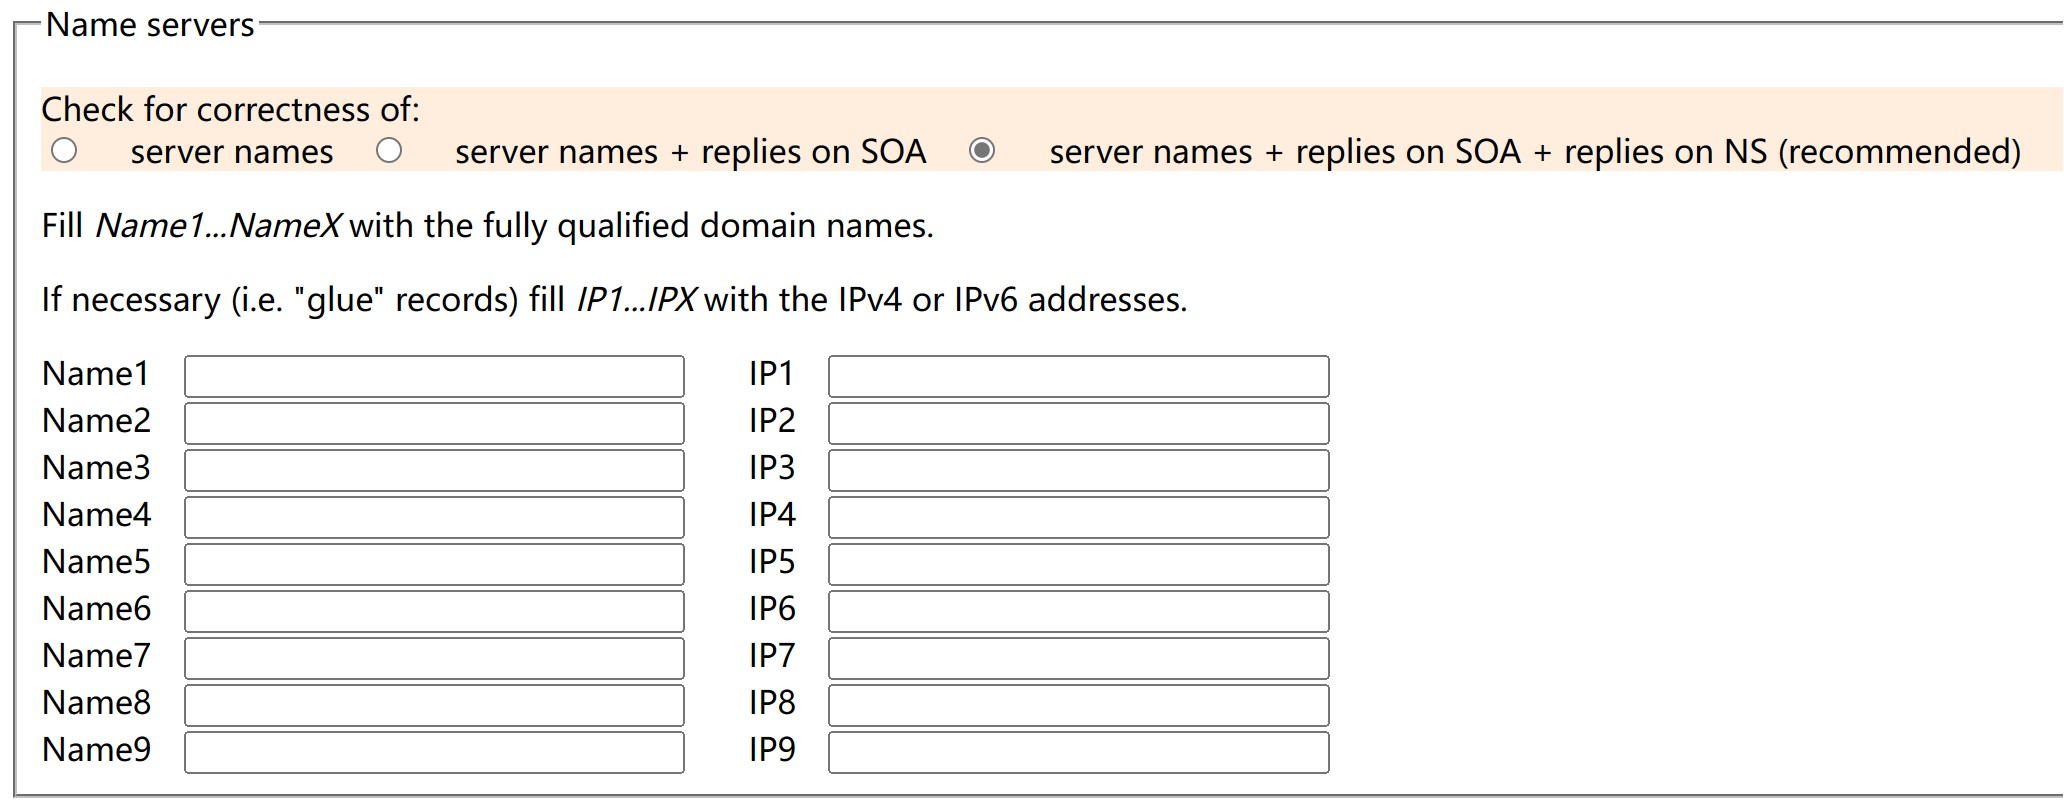 Name servers
Check for correctness of:
server names server names + replies on SOA server names + replies on SOA + replies on NS (recommended)
Fill Name1...NameX with the fully qualified domain names.
If necessary (i.e. "glue" records) fill IP1...IPX with the IPv4 or IPv6 addresses.
Name1 IP1
Name2 IP2
Name3 IP3
Name4 IP4
Name5 IP5
Name6 IP6
Name7 IP7
Name8 IP8
Name9 IP9